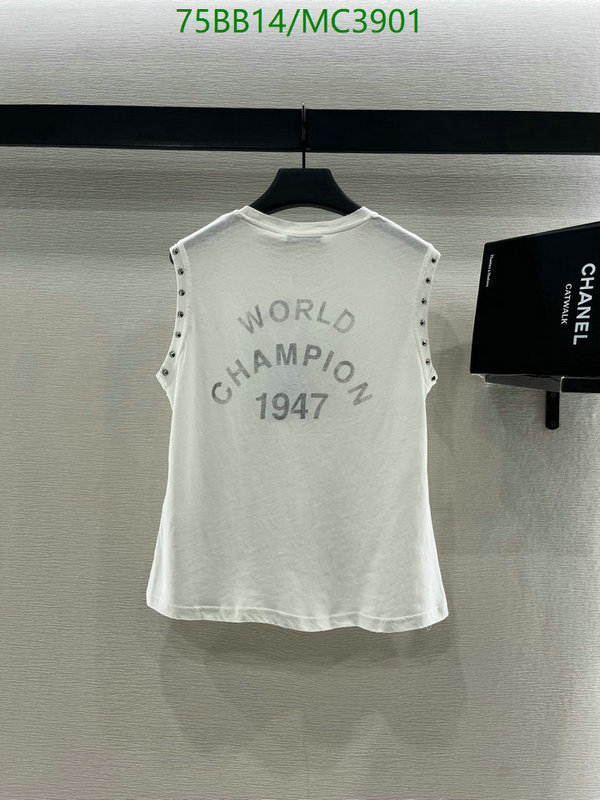 75BB14/MC3901
WORLD
CHAMPION
1947
CHANEL
CATWALK